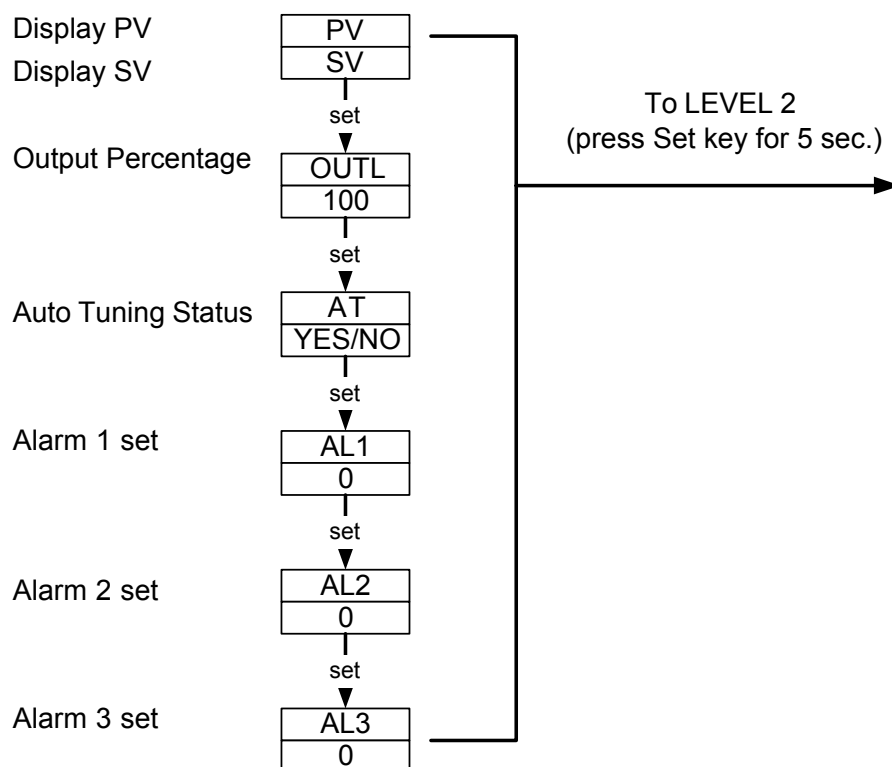 Display PV
PV
Display SV
SV
set
To LEVEL 2
(press Set key for 5 sec.)
Output Percentage
OUTL
100
set
Auto Tuning Status
AT
YES/NO
set
Alarm 1 set
AL1
0
set
Alarm 2 set
AL2
0
set
Alarm 3 set
AL3
0